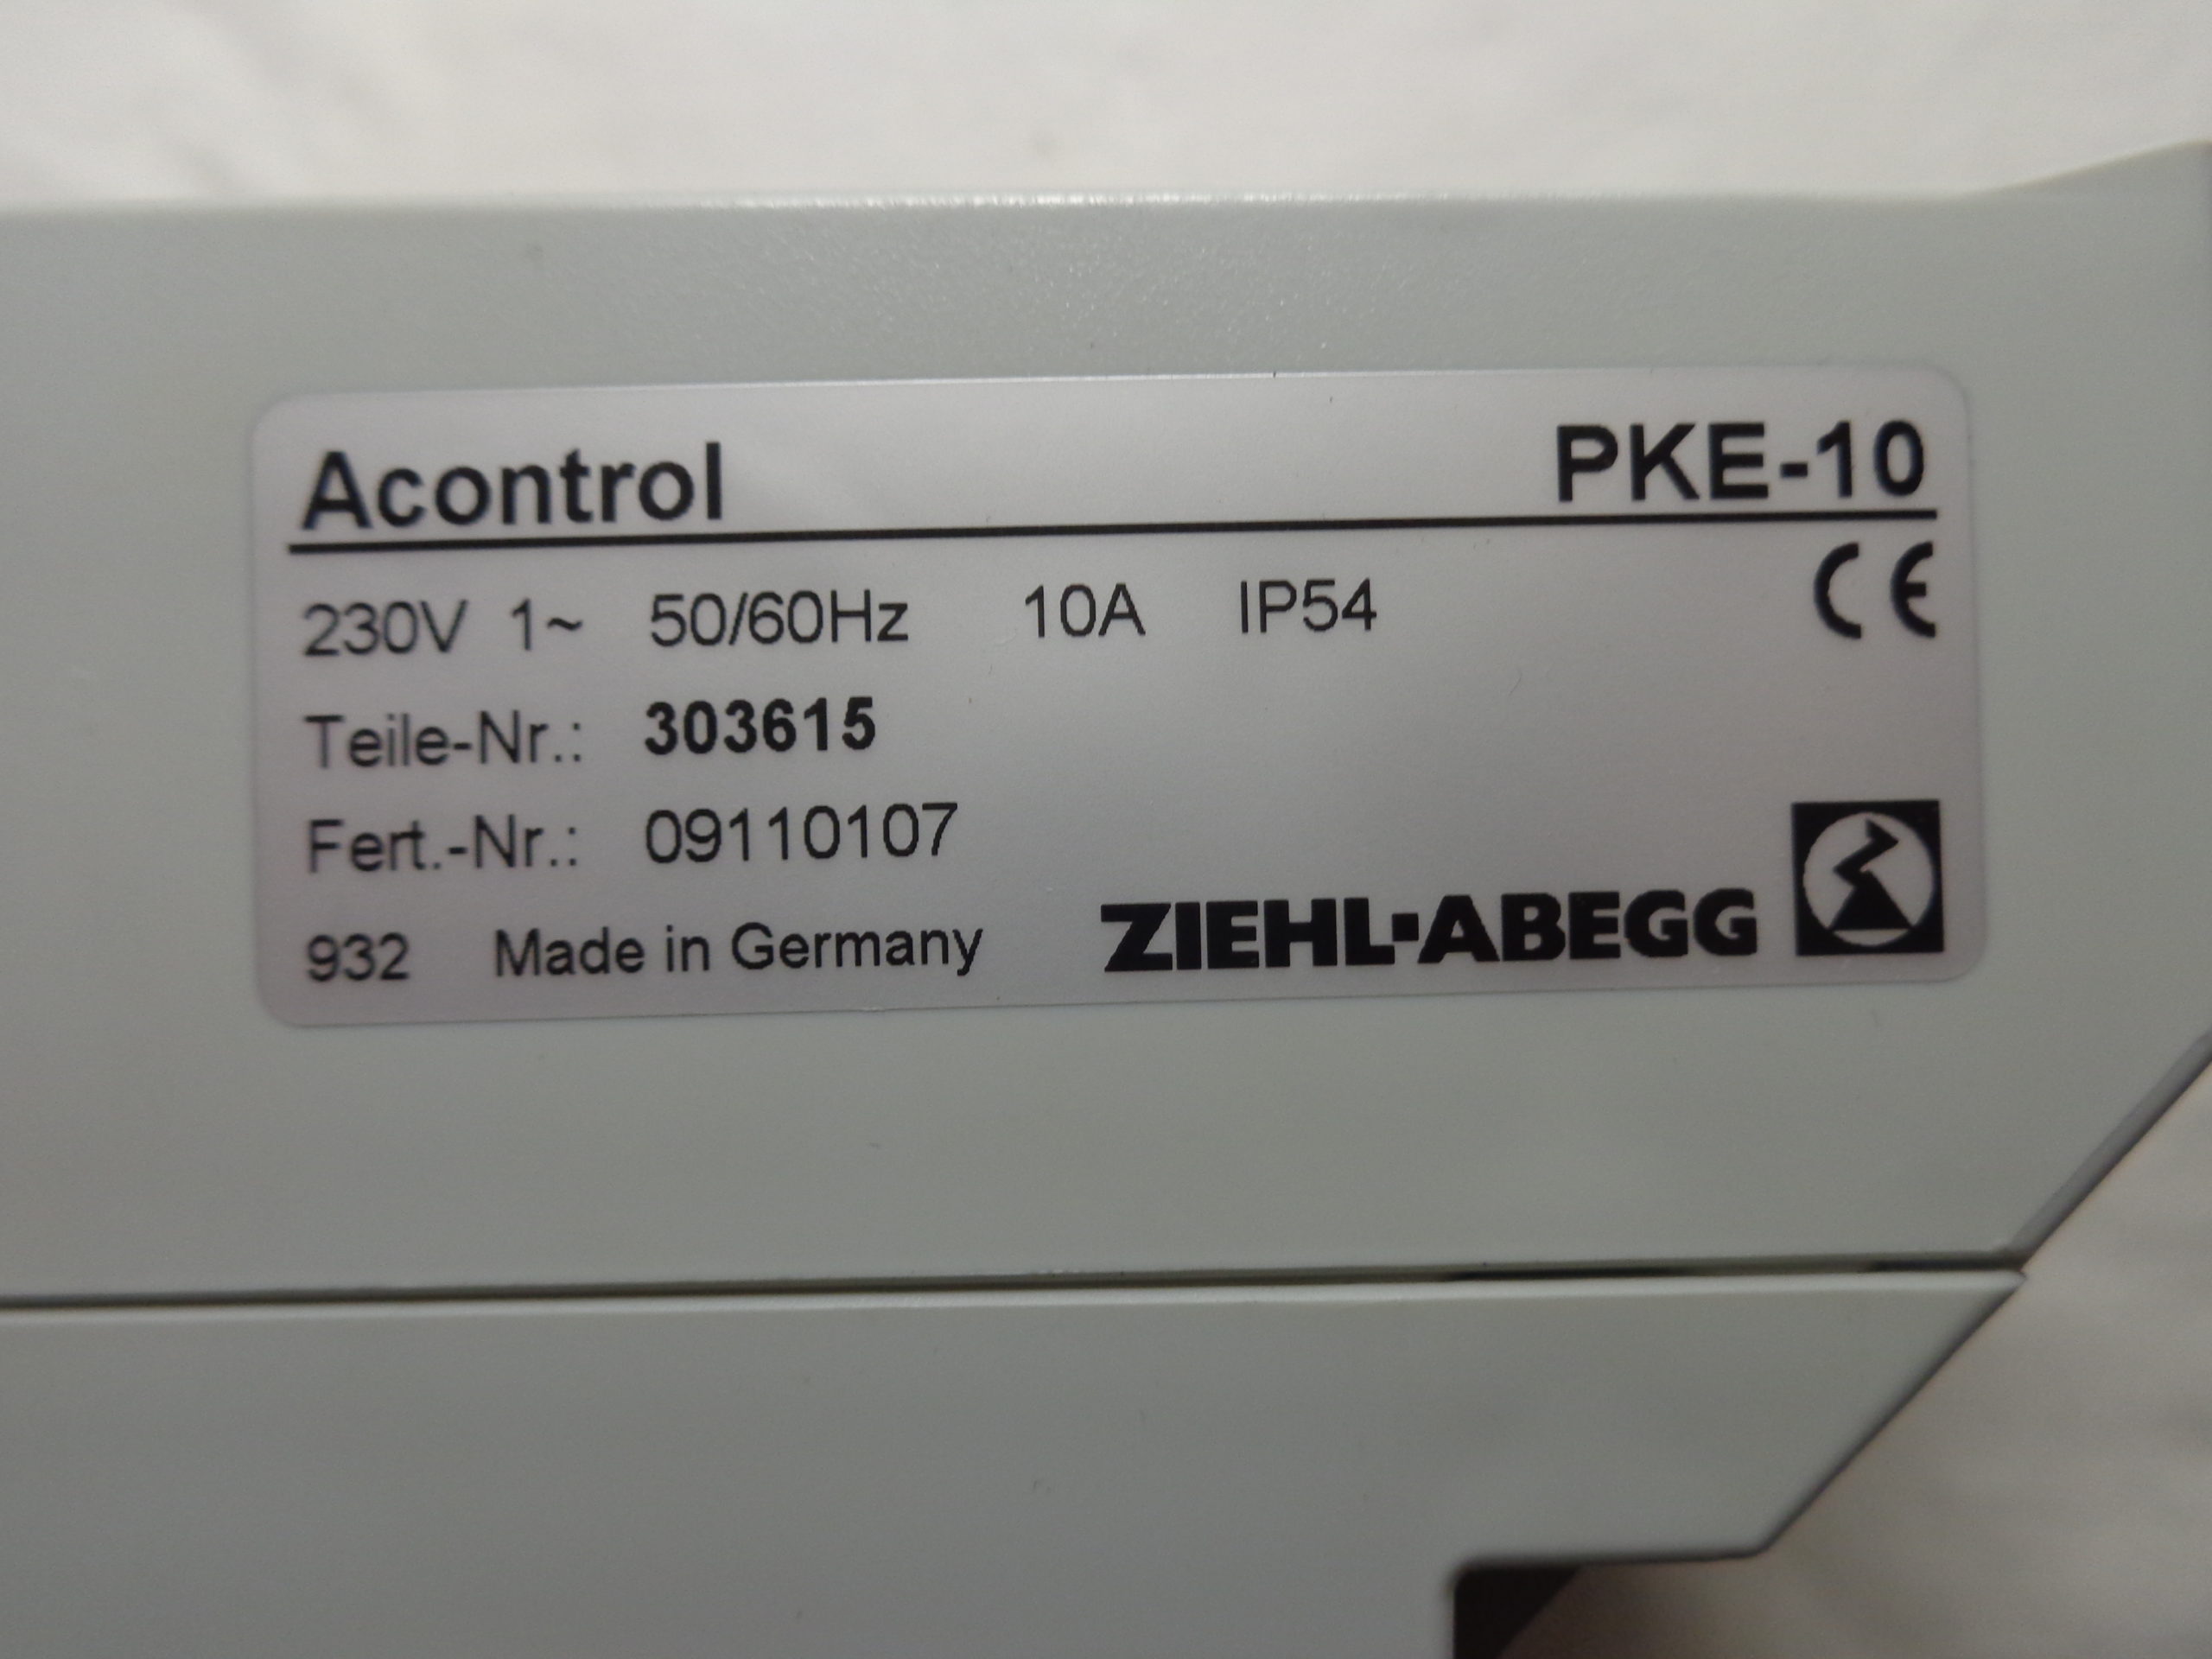 Acontrol PKE-10
230V 1~ 50/60Hz 10A IP54 CE
Teile-Nr.: 303615
Fert.-Nr.: 09110107
932 Made in Germany ZIEHL-ABEGG